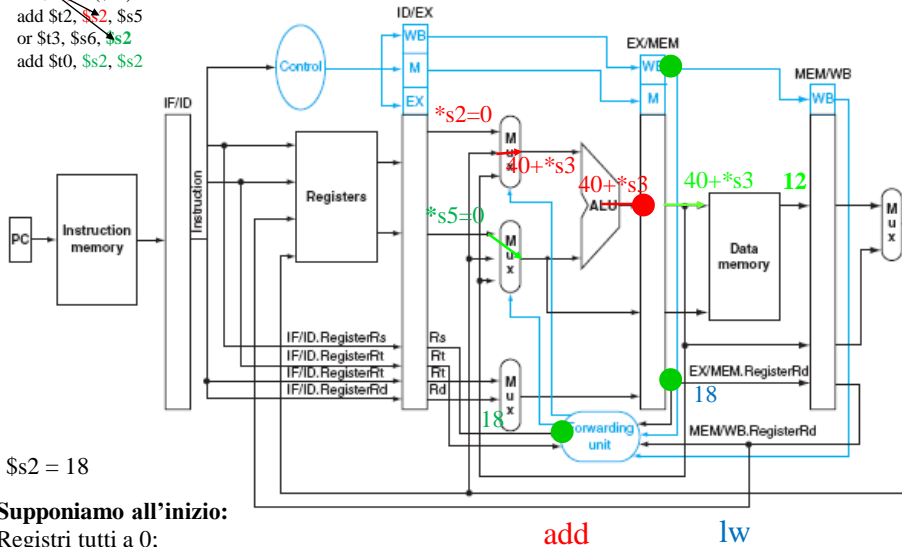 add $t2, $s2, $s5
or $t3, $s6, $s2
add $t0, $s2, $s2
ID/EX
WB
M
EX
Control
EX/MEM
WB
M
MEM/WB
WB
IF/ID
*s2=0
M
u
x
40+*s3
40+*s3
40+*s3
12
Instruction
Registers
ALU
*s5=0
PC
Instruction
memory
M
u
x
Data
memory
M
u
x
IF/ID.RegisterRs
Rs
IF/ID.RegisterRt
Rt
IF/ID.RegisterRt
Rt
IF/ID.RegisterRd
Rd
M
u
x
EX/MEM.RegisterRd
18
18
Forwarding
unit
MEM/WB.RegisterRd
$s2 = 18
Supponiamo all'inizio:
Registri tutti a 0;
add
lw